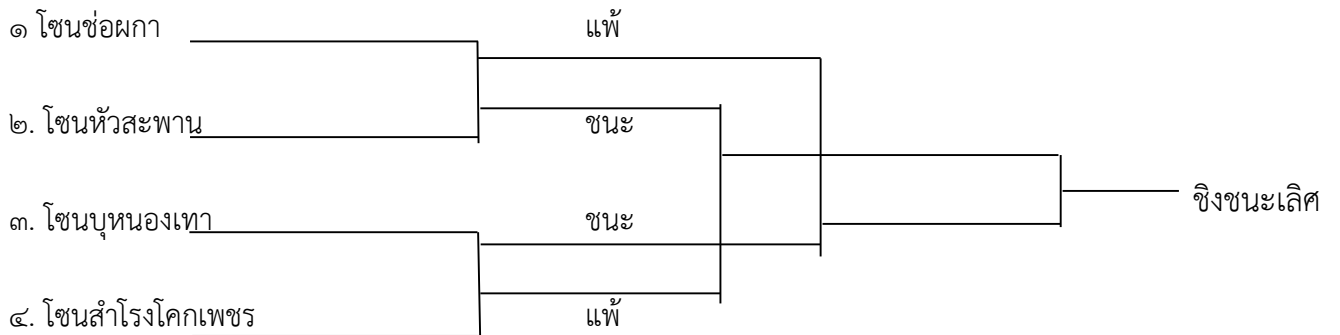 ๑ โซนช่อผกา แพ้
๒. โซนหัวสะพาน ชนะ
๓. โซนบุหนองเทา ชนะ
ชิงชนะเลิศ
๔. โซนสำโรงโคกเพชร แพ้